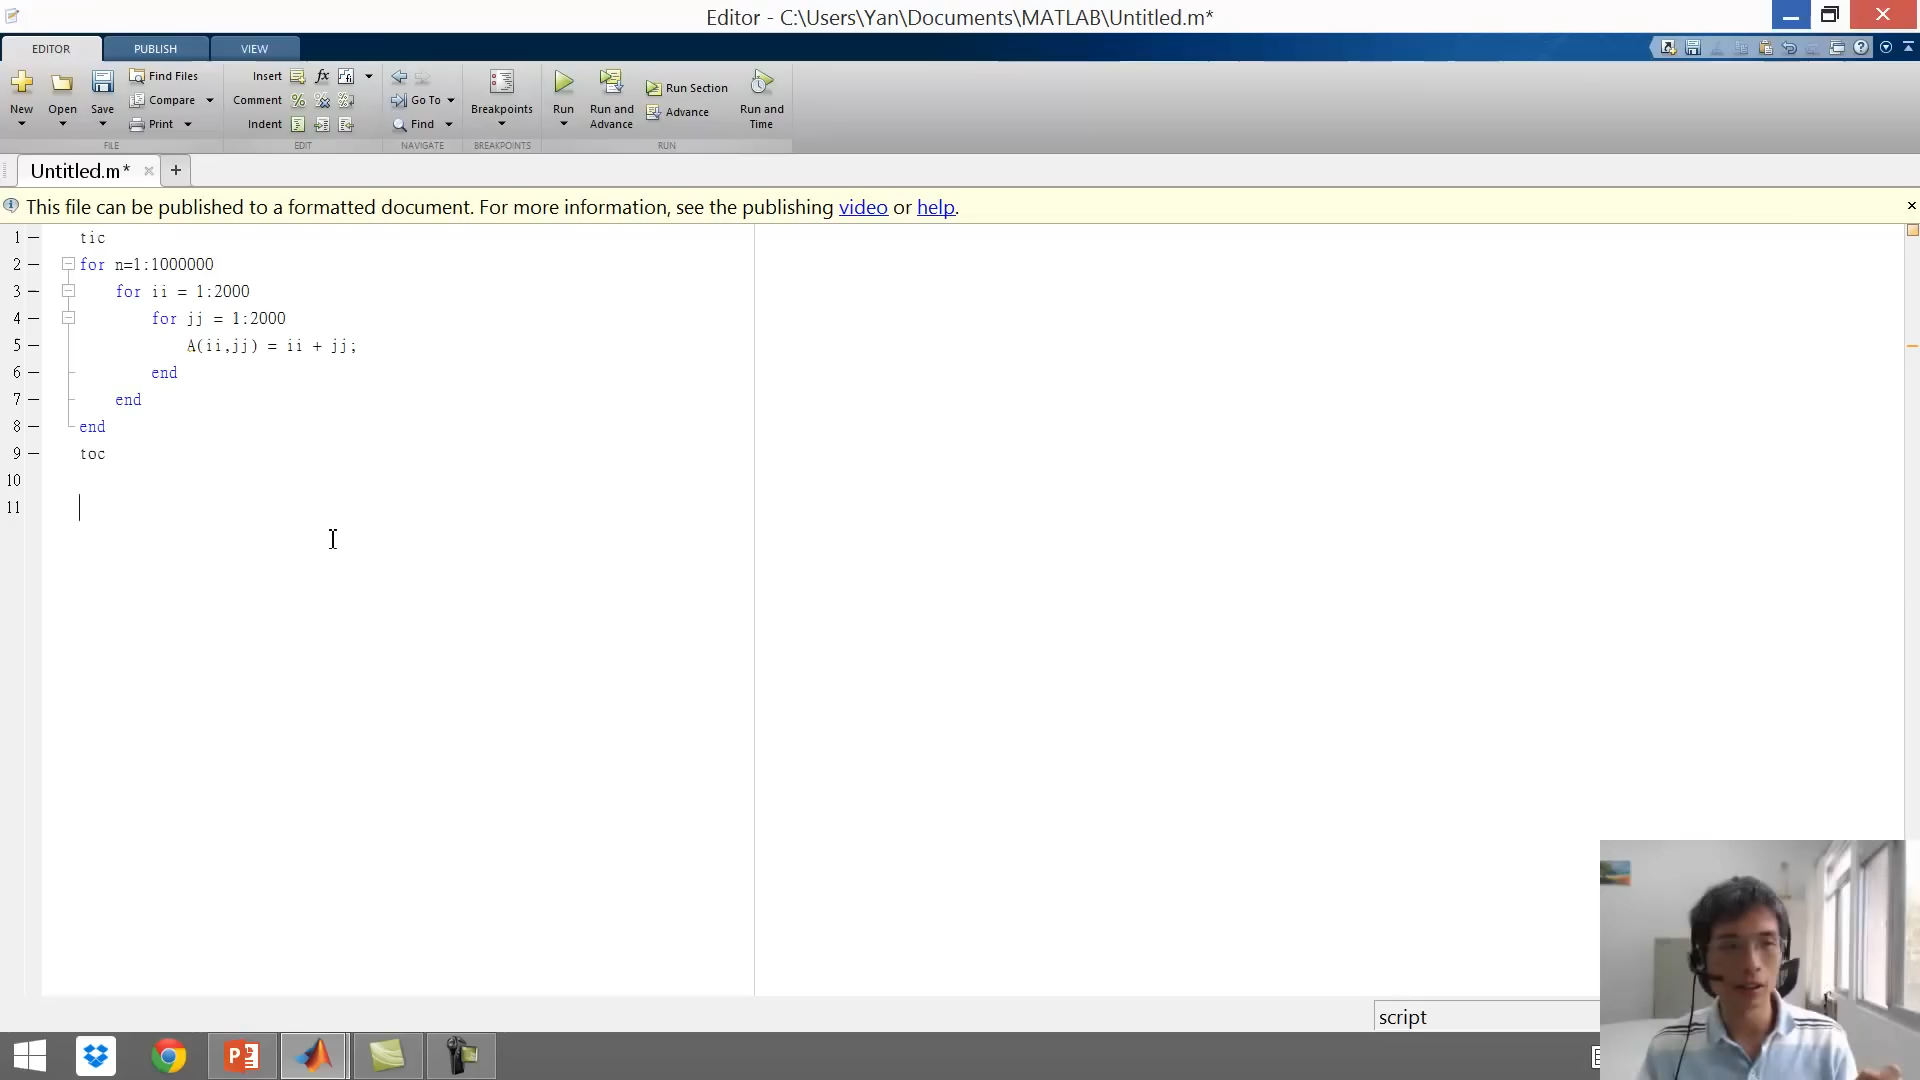 Editor - C:\Users\Yan\Documents\MATLAB\Untitled.m*
EDITOR PUBLISH VIEW
New Open Save Find Files Compare Print
FILE
Insert fx
Comment
Indent
EDIT
Go To
Find
NAVIGATE
Breakpoints
BREAKPOINTS
Run Run and Advance Run Section Advance Run and Time
RUN
Untitled.m* × +
This file can be published to a formatted document. For more information, see the publishing video or help.
1 tic
2 for n=1:1000000
3 for ii = 1:2000
4 for jj = 1:2000
5 A(ii,jj) = ii + jj;
6 end
7 end
8 end
9 toc
10
11
script